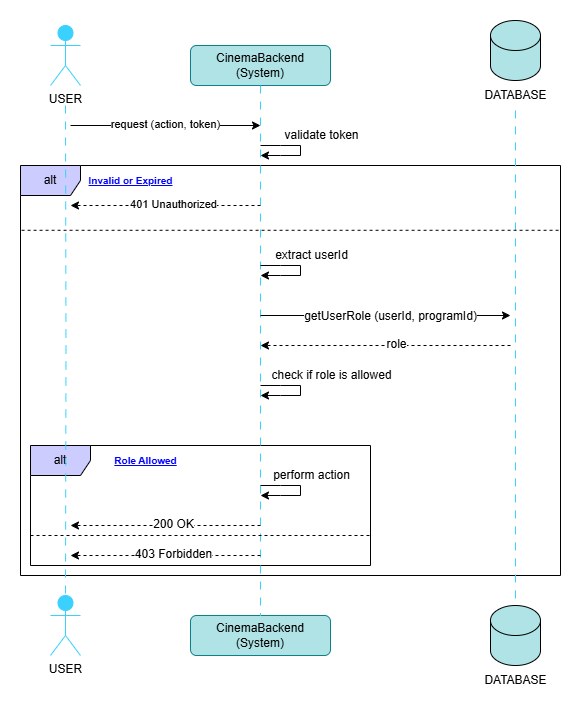 USER
CinemaBackend
(System)
DATABASE
request (action, token)
validate token
alt
Invalid or Expired
401 Unauthorized
extract userId
getUserRole (userId, programId)
role
check if role is allowed
alt
Role Allowed
perform action
200 OK
403 Forbidden
USER
CinemaBackend
(System)
DATABASE